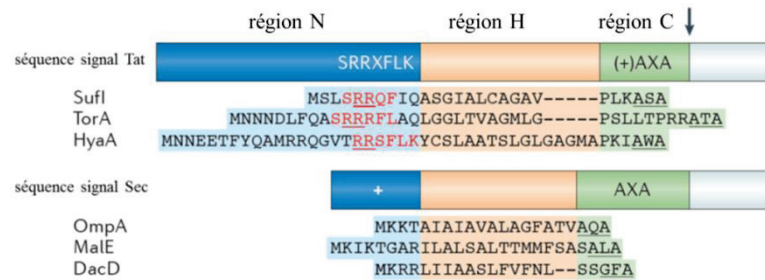 région N région H région C
séquence signal Tat SRRXFLK (+)AXA
SufI MSLSRRQFIQASGIALCAGAV-----PLKASA
TorA MNNNDLFQASRRRFLAQLGGLTVAGMLG-----PSLLTPRRATA
HyaA MNNEETFYQAMRRQGVTRRSFLKYCSLAATSLGLGAGMAPKIAWA
séquence signal Sec + AXA
OmpA MKKTAIAIAVALAGFATVAQA
MalE MKIKTGARILALSALTTMMFSASALA
DacD MKRRLIIAASLFVFNL--SSGFA